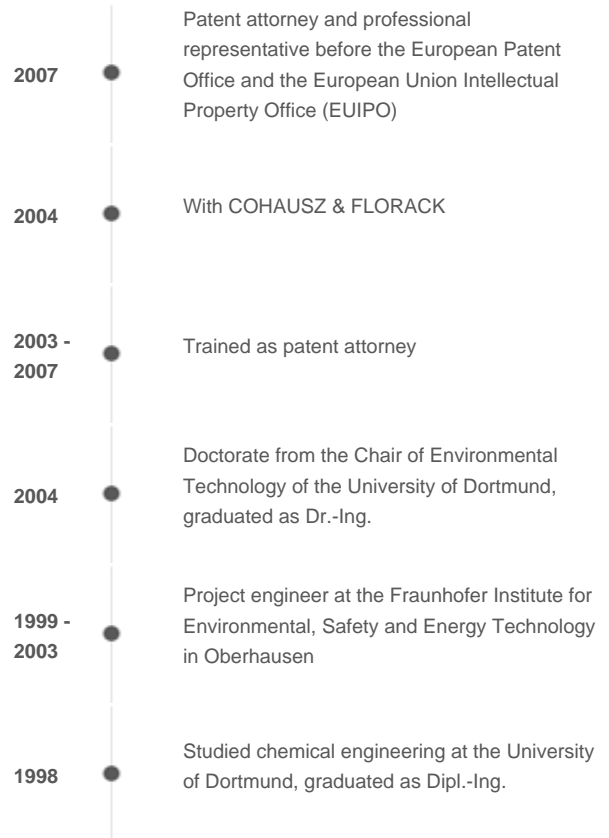 2007
Patent attorney and professional
representative before the European Patent
Office and the European Union Intellectual
Property Office (EUIPO)
2004
With COHAUSZ & FLORACK
2003 -
2007
Trained as patent attorney
2004
Doctorate from the Chair of Environmental
Technology of the University of Dortmund,
graduated as Dr.-Ing.
1999 -
2003
Project engineer at the Fraunhofer Institute for
Environmental, Safety and Energy Technology
in Oberhausen
1998
Studied chemical engineering at the University
of Dortmund, graduated as Dipl.-Ing.